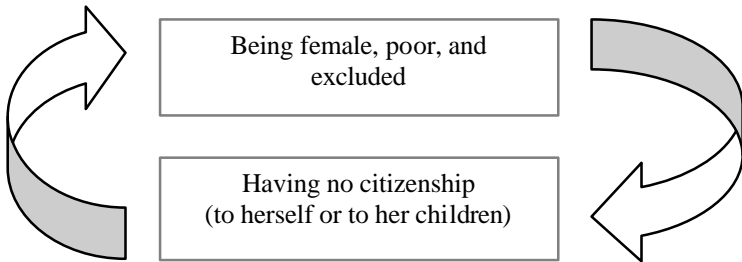 Being female, poor, and
excluded
Having no citizenship
(to herself or to her children)